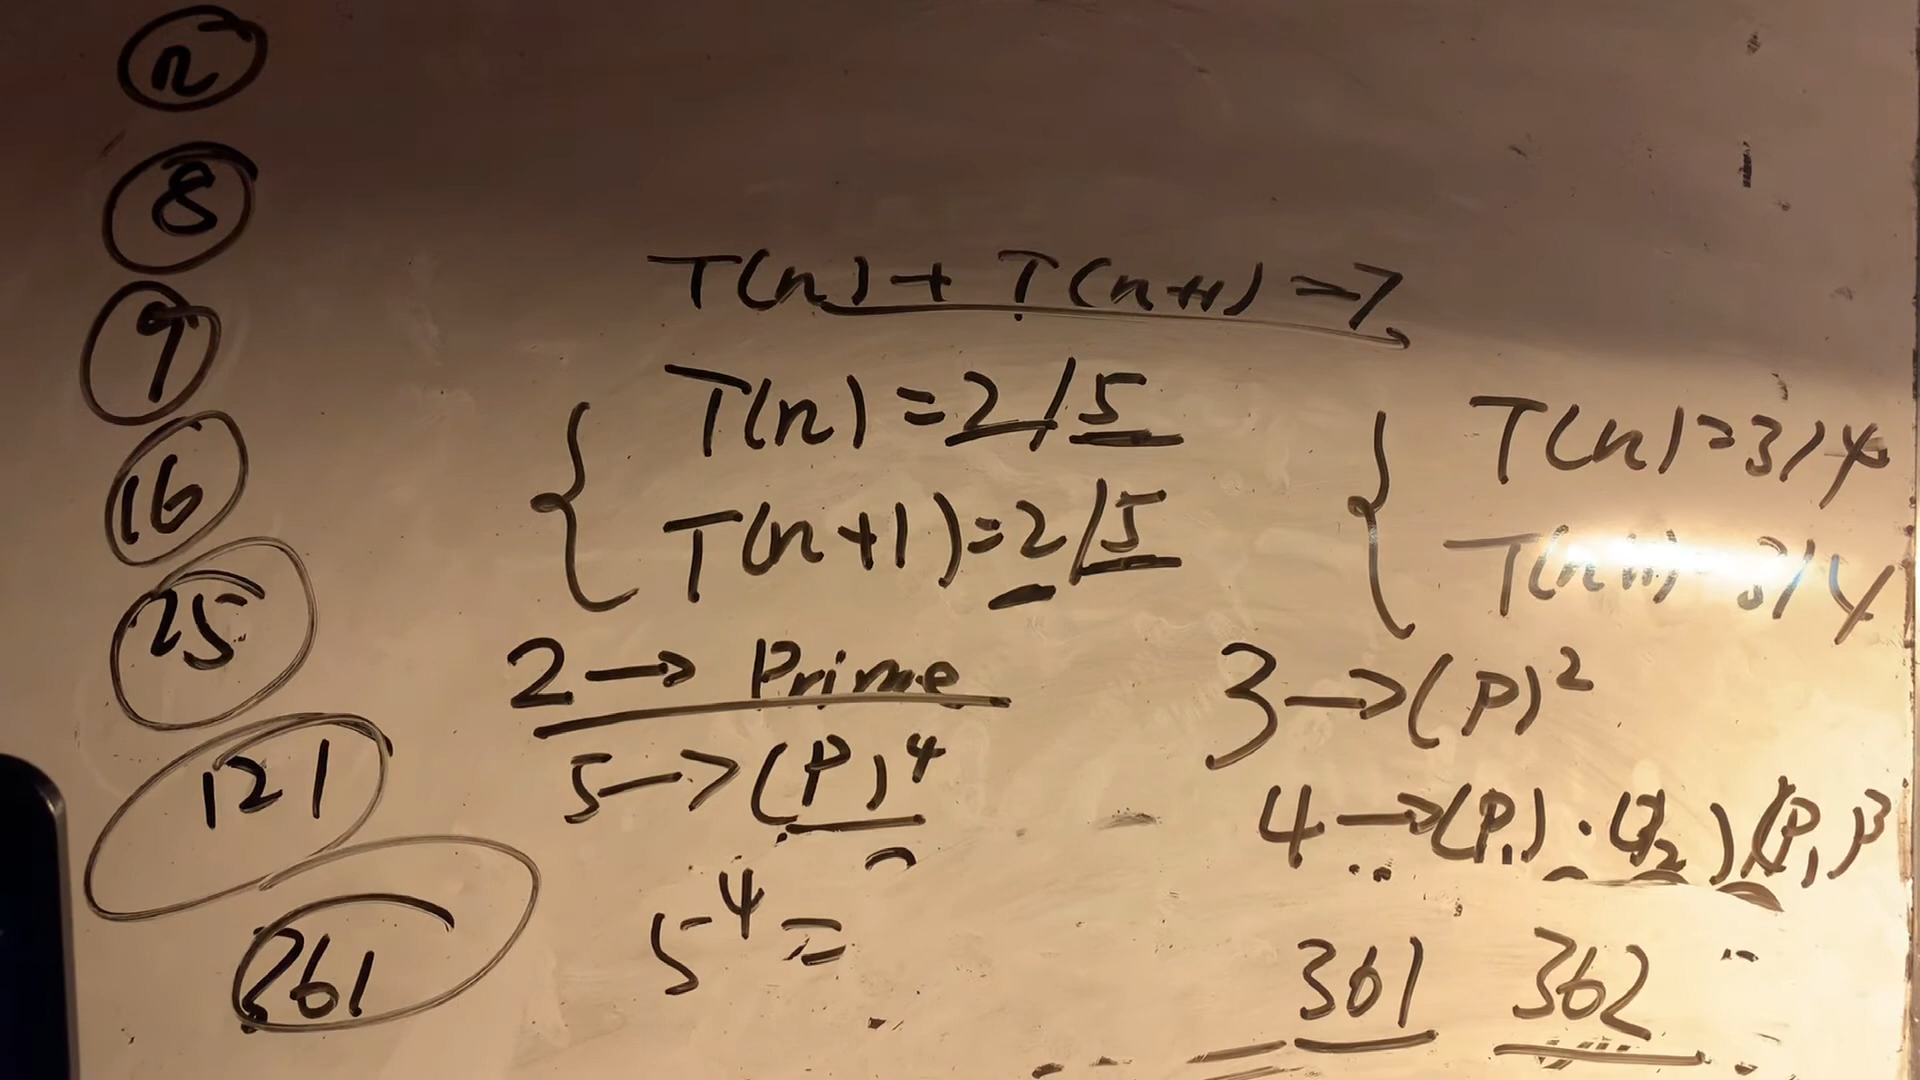 n
8
9
16
25
121
361
T(n) + T(n+1) = 7
T(n) = 2/5
T(n+1) = 2/5
2 → Prime
5 → (P)⁴
5⁴ =
T(n) = 3/4
T(n+1) = 3/4
3 → (P)²
4 → (P₁)·(P₂) / (P₁)³
361 362